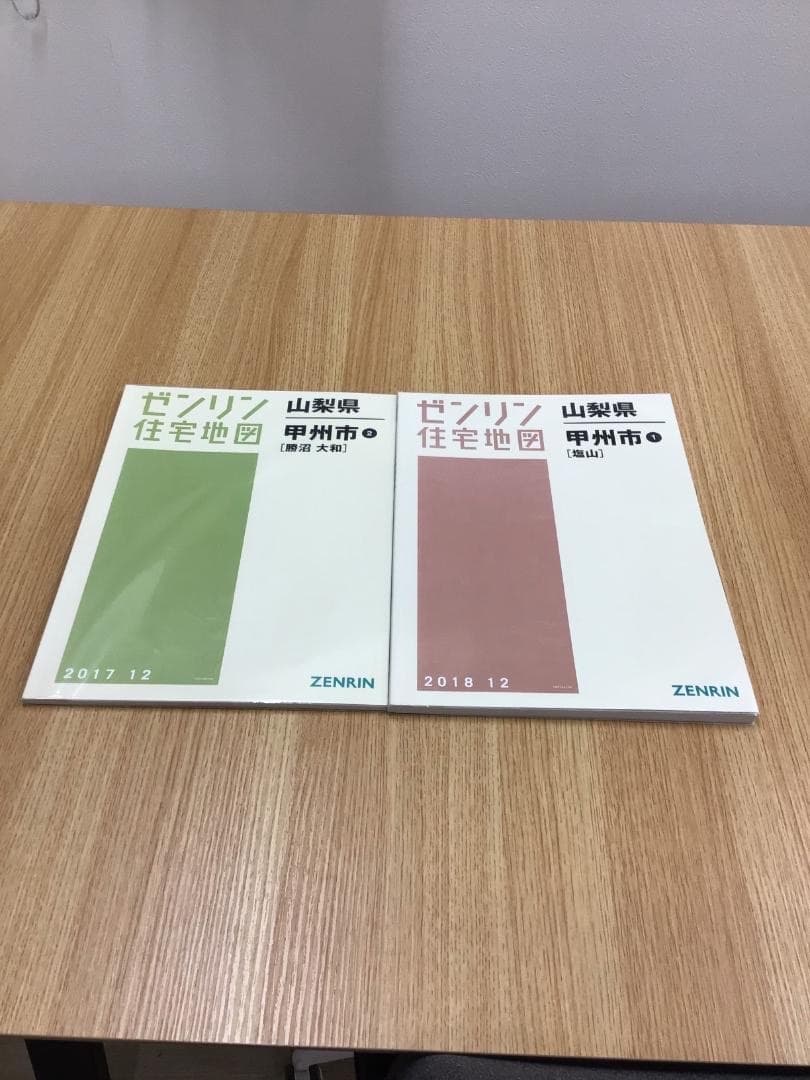 ゼンリン
住宅地図
山梨県
甲州市2
[勝沼 大和]
2017 12
ZENRIN
ゼンリン
住宅地図
山梨県
甲州市1
[塩山]
2018 12
ZENRIN